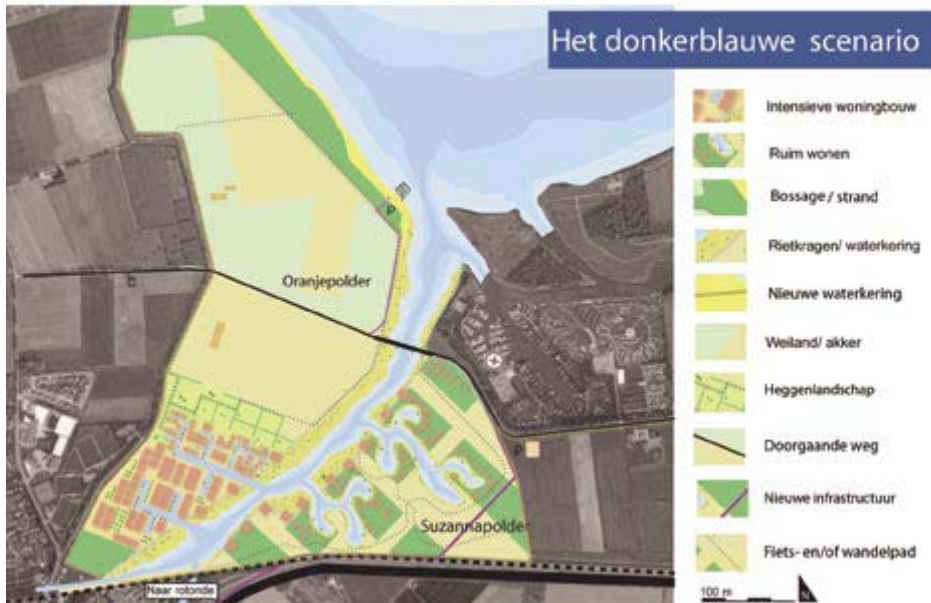 Het donkerblauwe scenario
Intensieve woningbouw
Ruim wonen
Bossage / strand
Rietkragen/ waterkering
Nieuwe waterkering
Weiland/ akker
Heggenlandschap
Doorgaande weg
Nieuwe infrastructuur
Fiets- en/of wandelpad
100 m
N
P
Oranjepolder
P
Suzannapolder
Naar rotonde